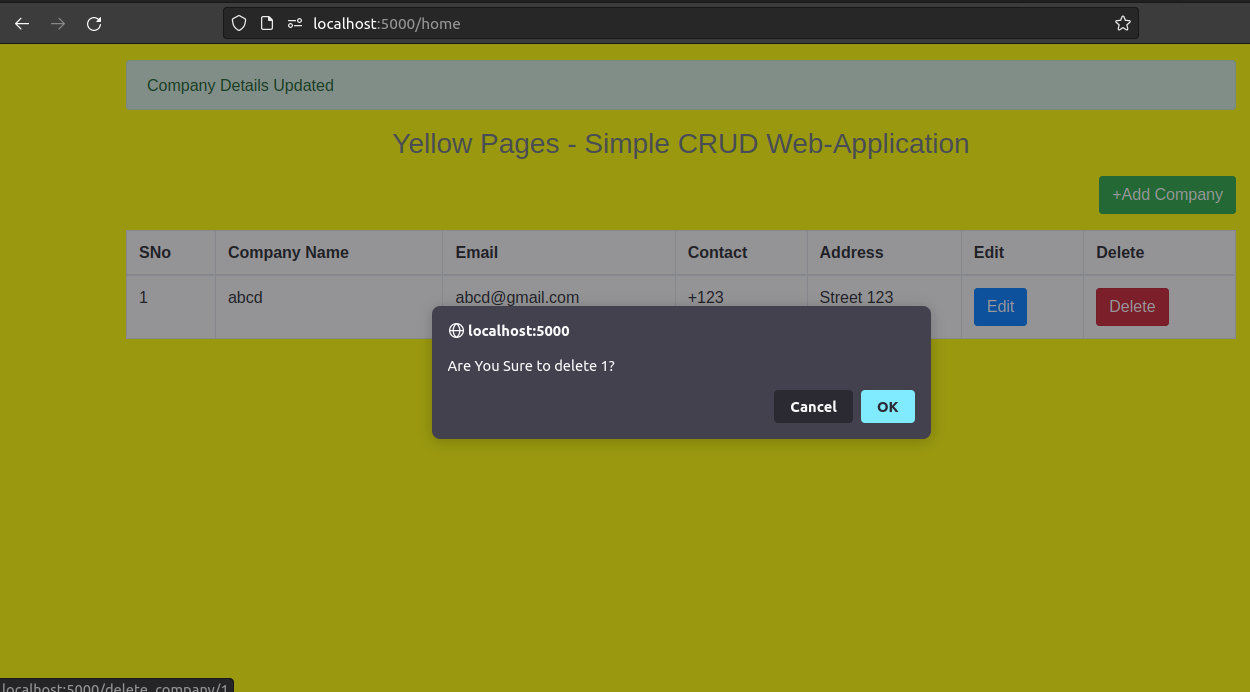 localhost:5000/home
Company Details Updated
Yellow Pages - Simple CRUD Web-Application
+Add Company
SNo Company Name Email Contact Address Edit Delete
1 abcd abcd@gmail.com +123 Street 123 Edit Delete
localhost:5000
Are You Sure to delete 1?
Cancel OK
localhost:5000/delete_company/1